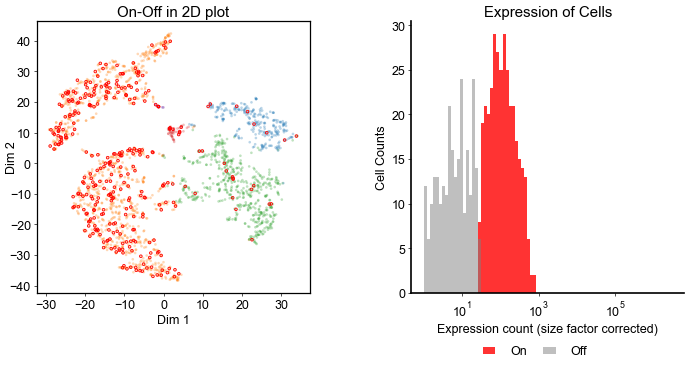 On-Off in 2D plot
Dim 2
40
30
20
10
0
−10
−20
−30
−40
−30 −20 −10 0 10 20 30
Dim 1
Expression of Cells
Cell Counts
30
25
20
15
10
5
0
10¹ 10³ 10⁵
Expression count (size factor corrected)
On Off